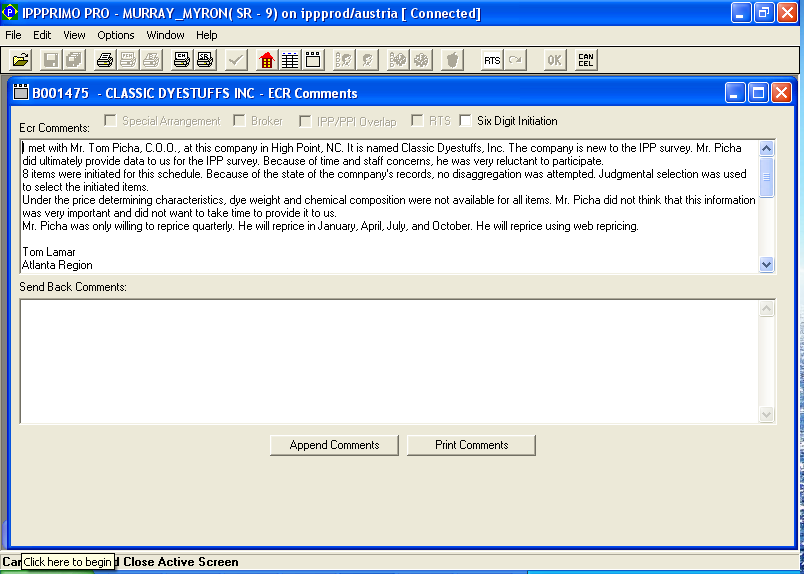 IPPPRIMO PRO - MURRAY_MYRON( SR - 9) on ippprod/austria [ Connected]
File Edit View Options Window Help
CH SR RTS OK CAN CEL
B001475 - CLASSIC DYESTUFFS INC - ECR Comments
Ecr Comments: Special Arrangement Broker IPP/PPI Overlap RTS Six Digit Initiation
I met with Mr. Tom Picha, C.O.O., at this company in High Point, NC. It is named Classic Dyestuffs, Inc. The company is new to the IPP survey. Mr. Picha
did ultimately provide data to us for the IPP survey. Because of time and staff concerns, he was very reluctant to participate.
8 items were initiated for this schedule. Because of the state of the comnpany's records, no disaggregation was attempted. Judgmental selection was used
to select the initiated items.
Under the price determining characteristics, dye weight and chemical composition were not available for all items. Mr. Picha did not think that this information
was very important and did not want to take time to provide it to us.
Mr. Picha was only willing to reprice quarterly. He will reprice in January, April, July, and October. He will reprice using web repricing.
Tom Lamar
Atlanta Region
Send Back Comments:
Append Comments Print Comments
Click here to begin Close Active Screen